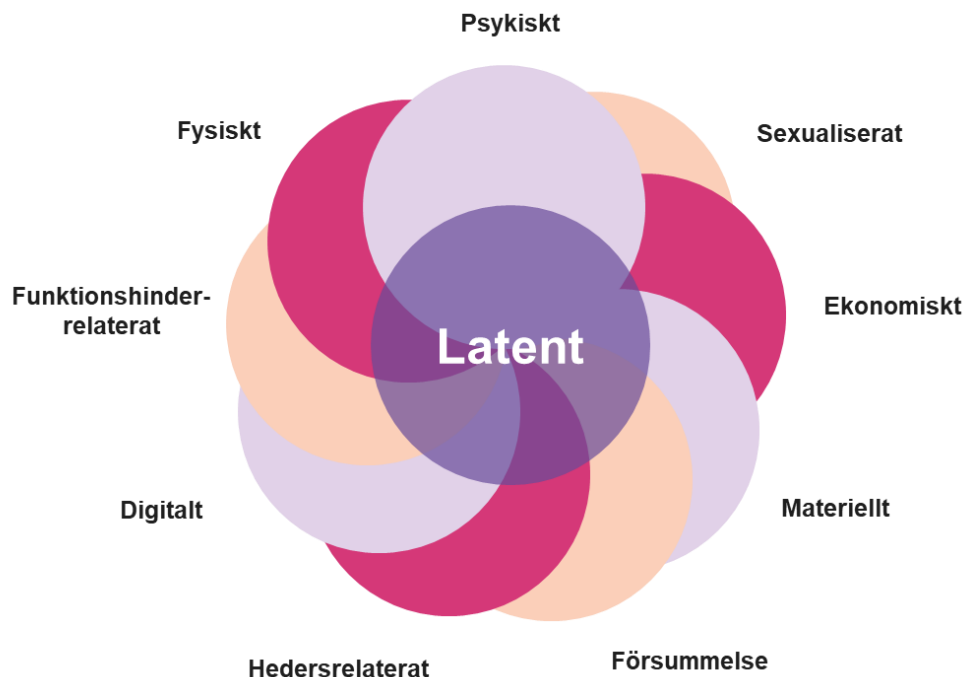 Psykiskt
Fysiskt
Sexualiserat
Funktionshinder-
relaterat
Ekonomiskt
Latent
Digitalt
Materiellt
Hedersrelaterat
Försummelse